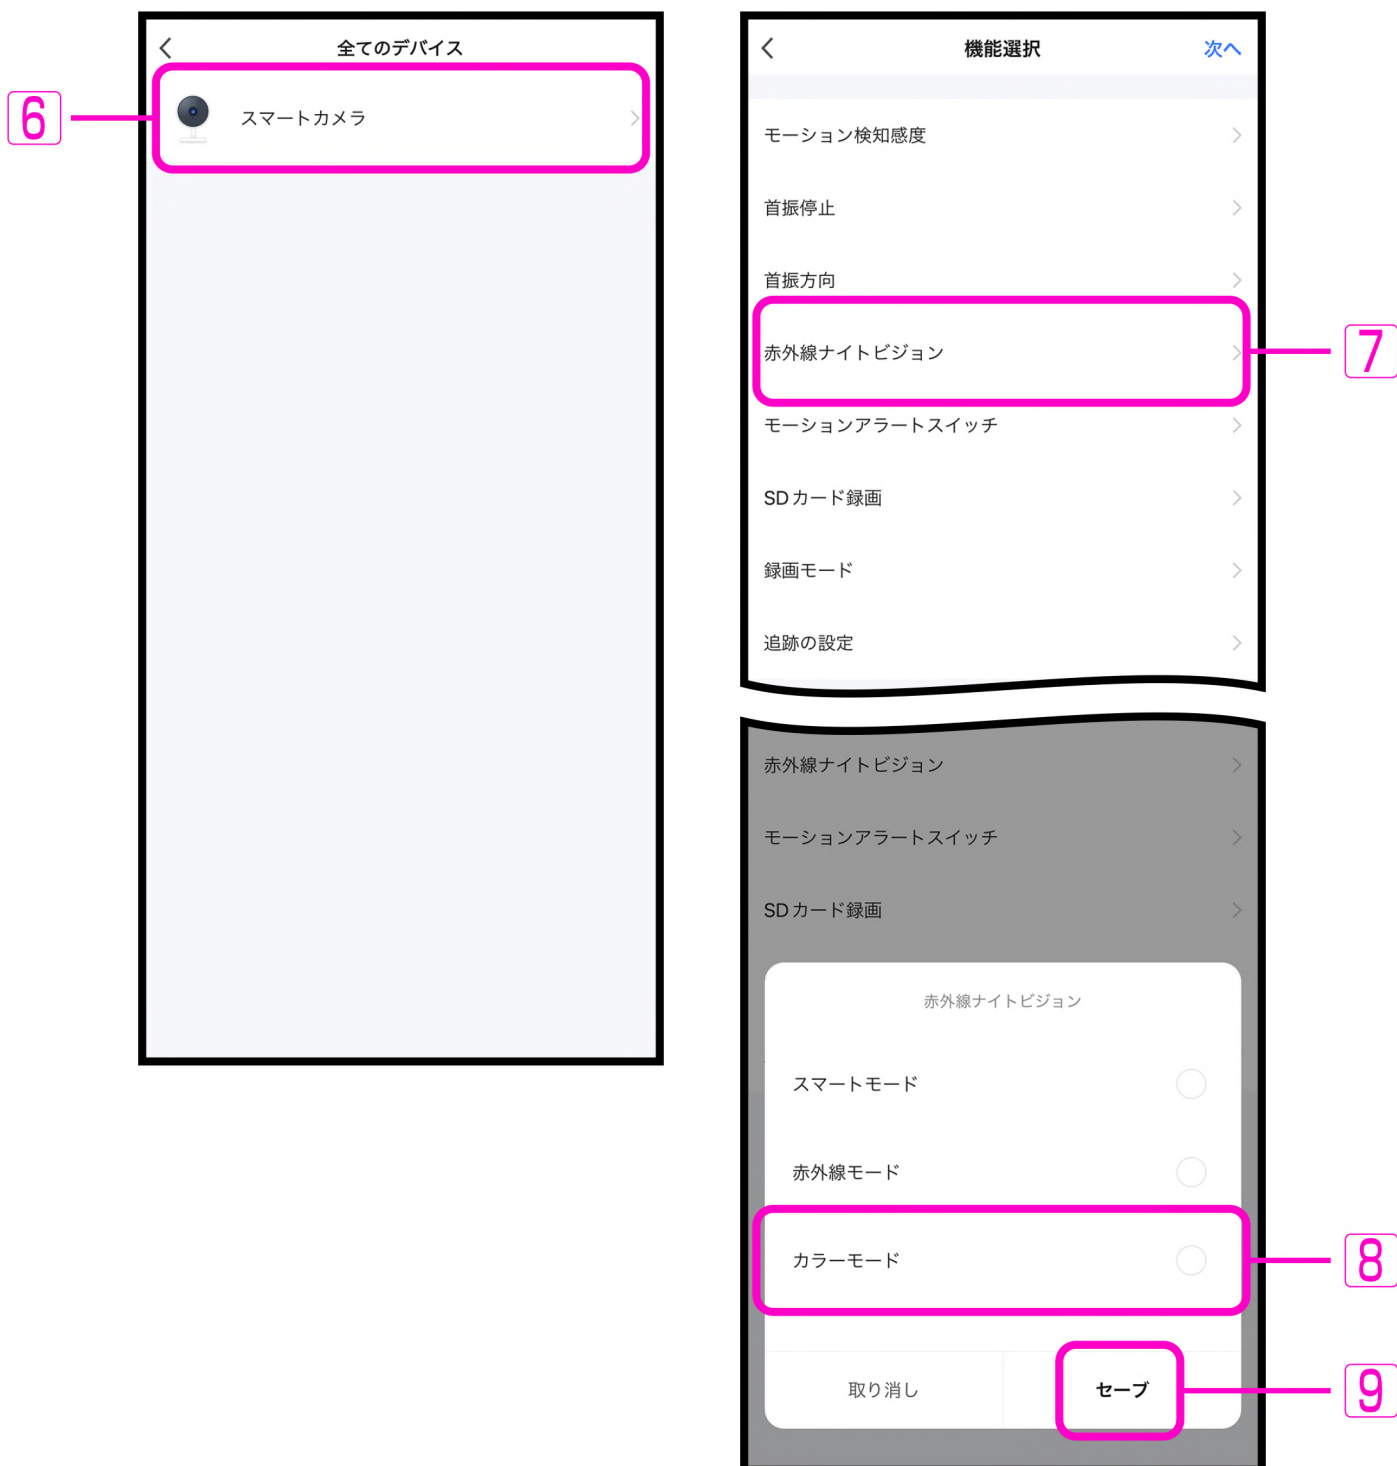 全てのデバイス
6
スマートカメラ
機能選択
次へ
モーション検知感度
首振停止
首振方向
赤外線ナイトビジョン
7
モーションアラートスイッチ
SDカード録画
録画モード
追跡の設定
赤外線ナイトビジョン
モーションアラートスイッチ
SDカード録画
赤外線ナイトビジョン
スマートモード
赤外線モード
カラーモード
8
取り消し
セーブ
9